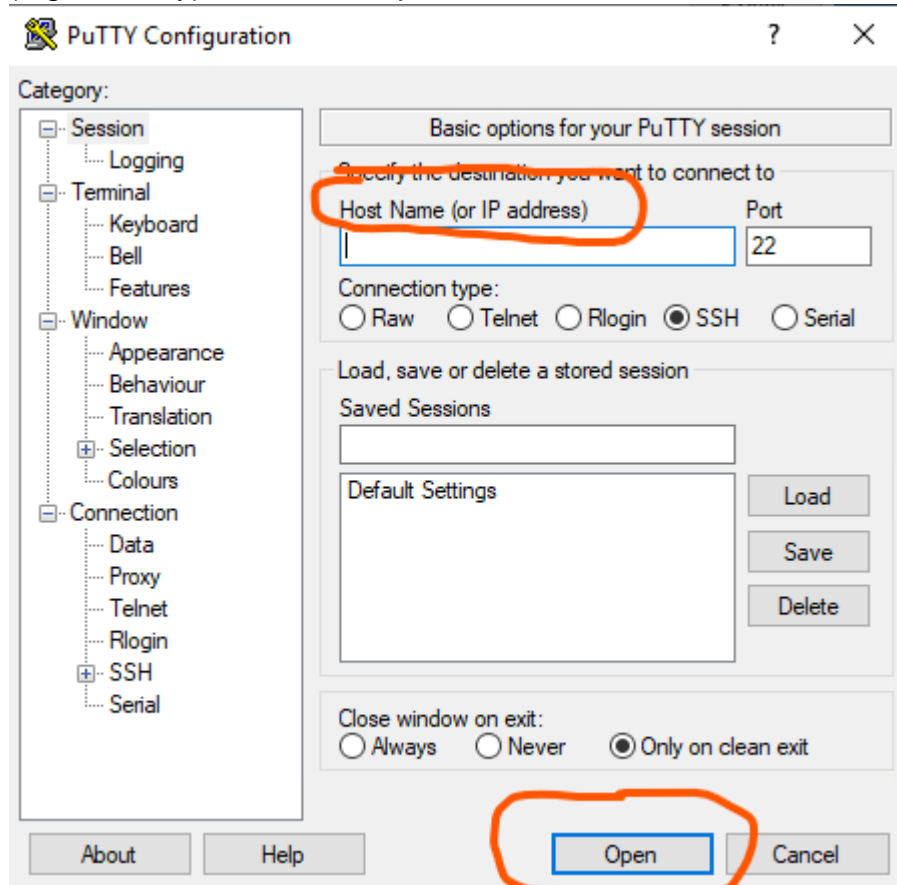 PuTTY Configuration
?
Category:
Session
Logging
Terminal
Keyboard
Bell
Features
Window
Appearance
Behaviour
Translation
Selection
Colours
Connection
Data
Proxy
Telnet
Rlogin
SSH
Serial
Basic options for your PuTTY session
Specify the destination you want to connect to
Host Name (or IP address) Port
22
Connection type:
Raw Telnet Rlogin SSH Serial
Load, save or delete a stored session
Saved Sessions
Default Settings
Load
Save
Delete
Close window on exit:
Always Never Only on clean exit
About Help Open Cancel